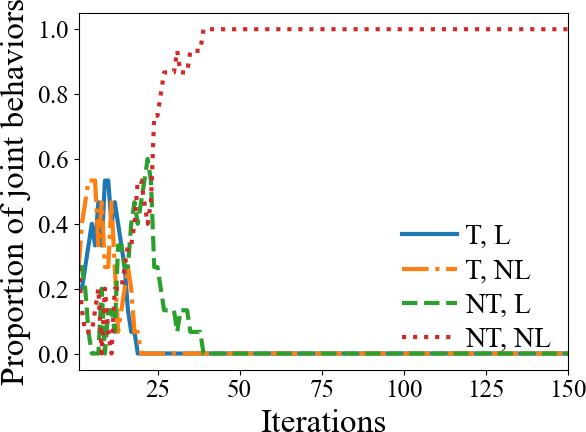 Proportion of joint behaviors
1.0
0.8
0.6
0.4
0.2
0.0
T, L
T, NL
NT, L
NT, NL
25 50 75 100 125 150
Iterations